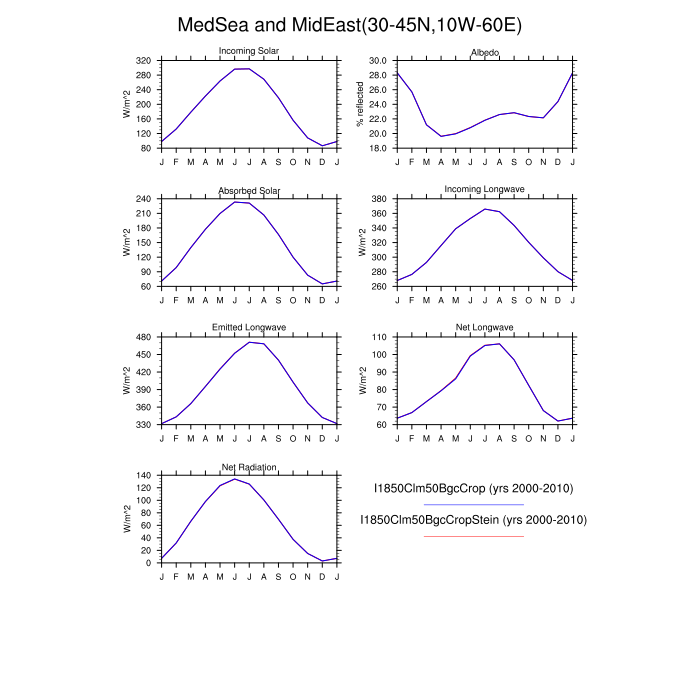 MedSea and MidEast(30-45N,10W-60E)
Incoming Solar
W/m^2
320
280
240
200
160
120
80
J F M A M J J A S O N D J
Albedo
% reflected
30.0
28.0
26.0
24.0
22.0
20.0
18.0
J F M A M J J A S O N D J
Absorbed Solar
W/m^2
240
210
180
150
120
90
60
J F M A M J J A S O N D J
Incoming Longwave
W/m^2
380
360
340
320
300
280
260
J F M A M J J A S O N D J
Emitted Longwave
W/m^2
480
450
420
390
360
330
J F M A M J J A S O N D J
Net Longwave
W/m^2
110
100
90
80
70
60
J F M A M J J A S O N D J
Net Radiation
W/m^2
140
120
100
80
60
40
20
0
J F M A M J J A S O N D J
I1850Clm50BgcCrop (yrs 2000-2010)
I1850Clm50BgcCropStein (yrs 2000-2010)